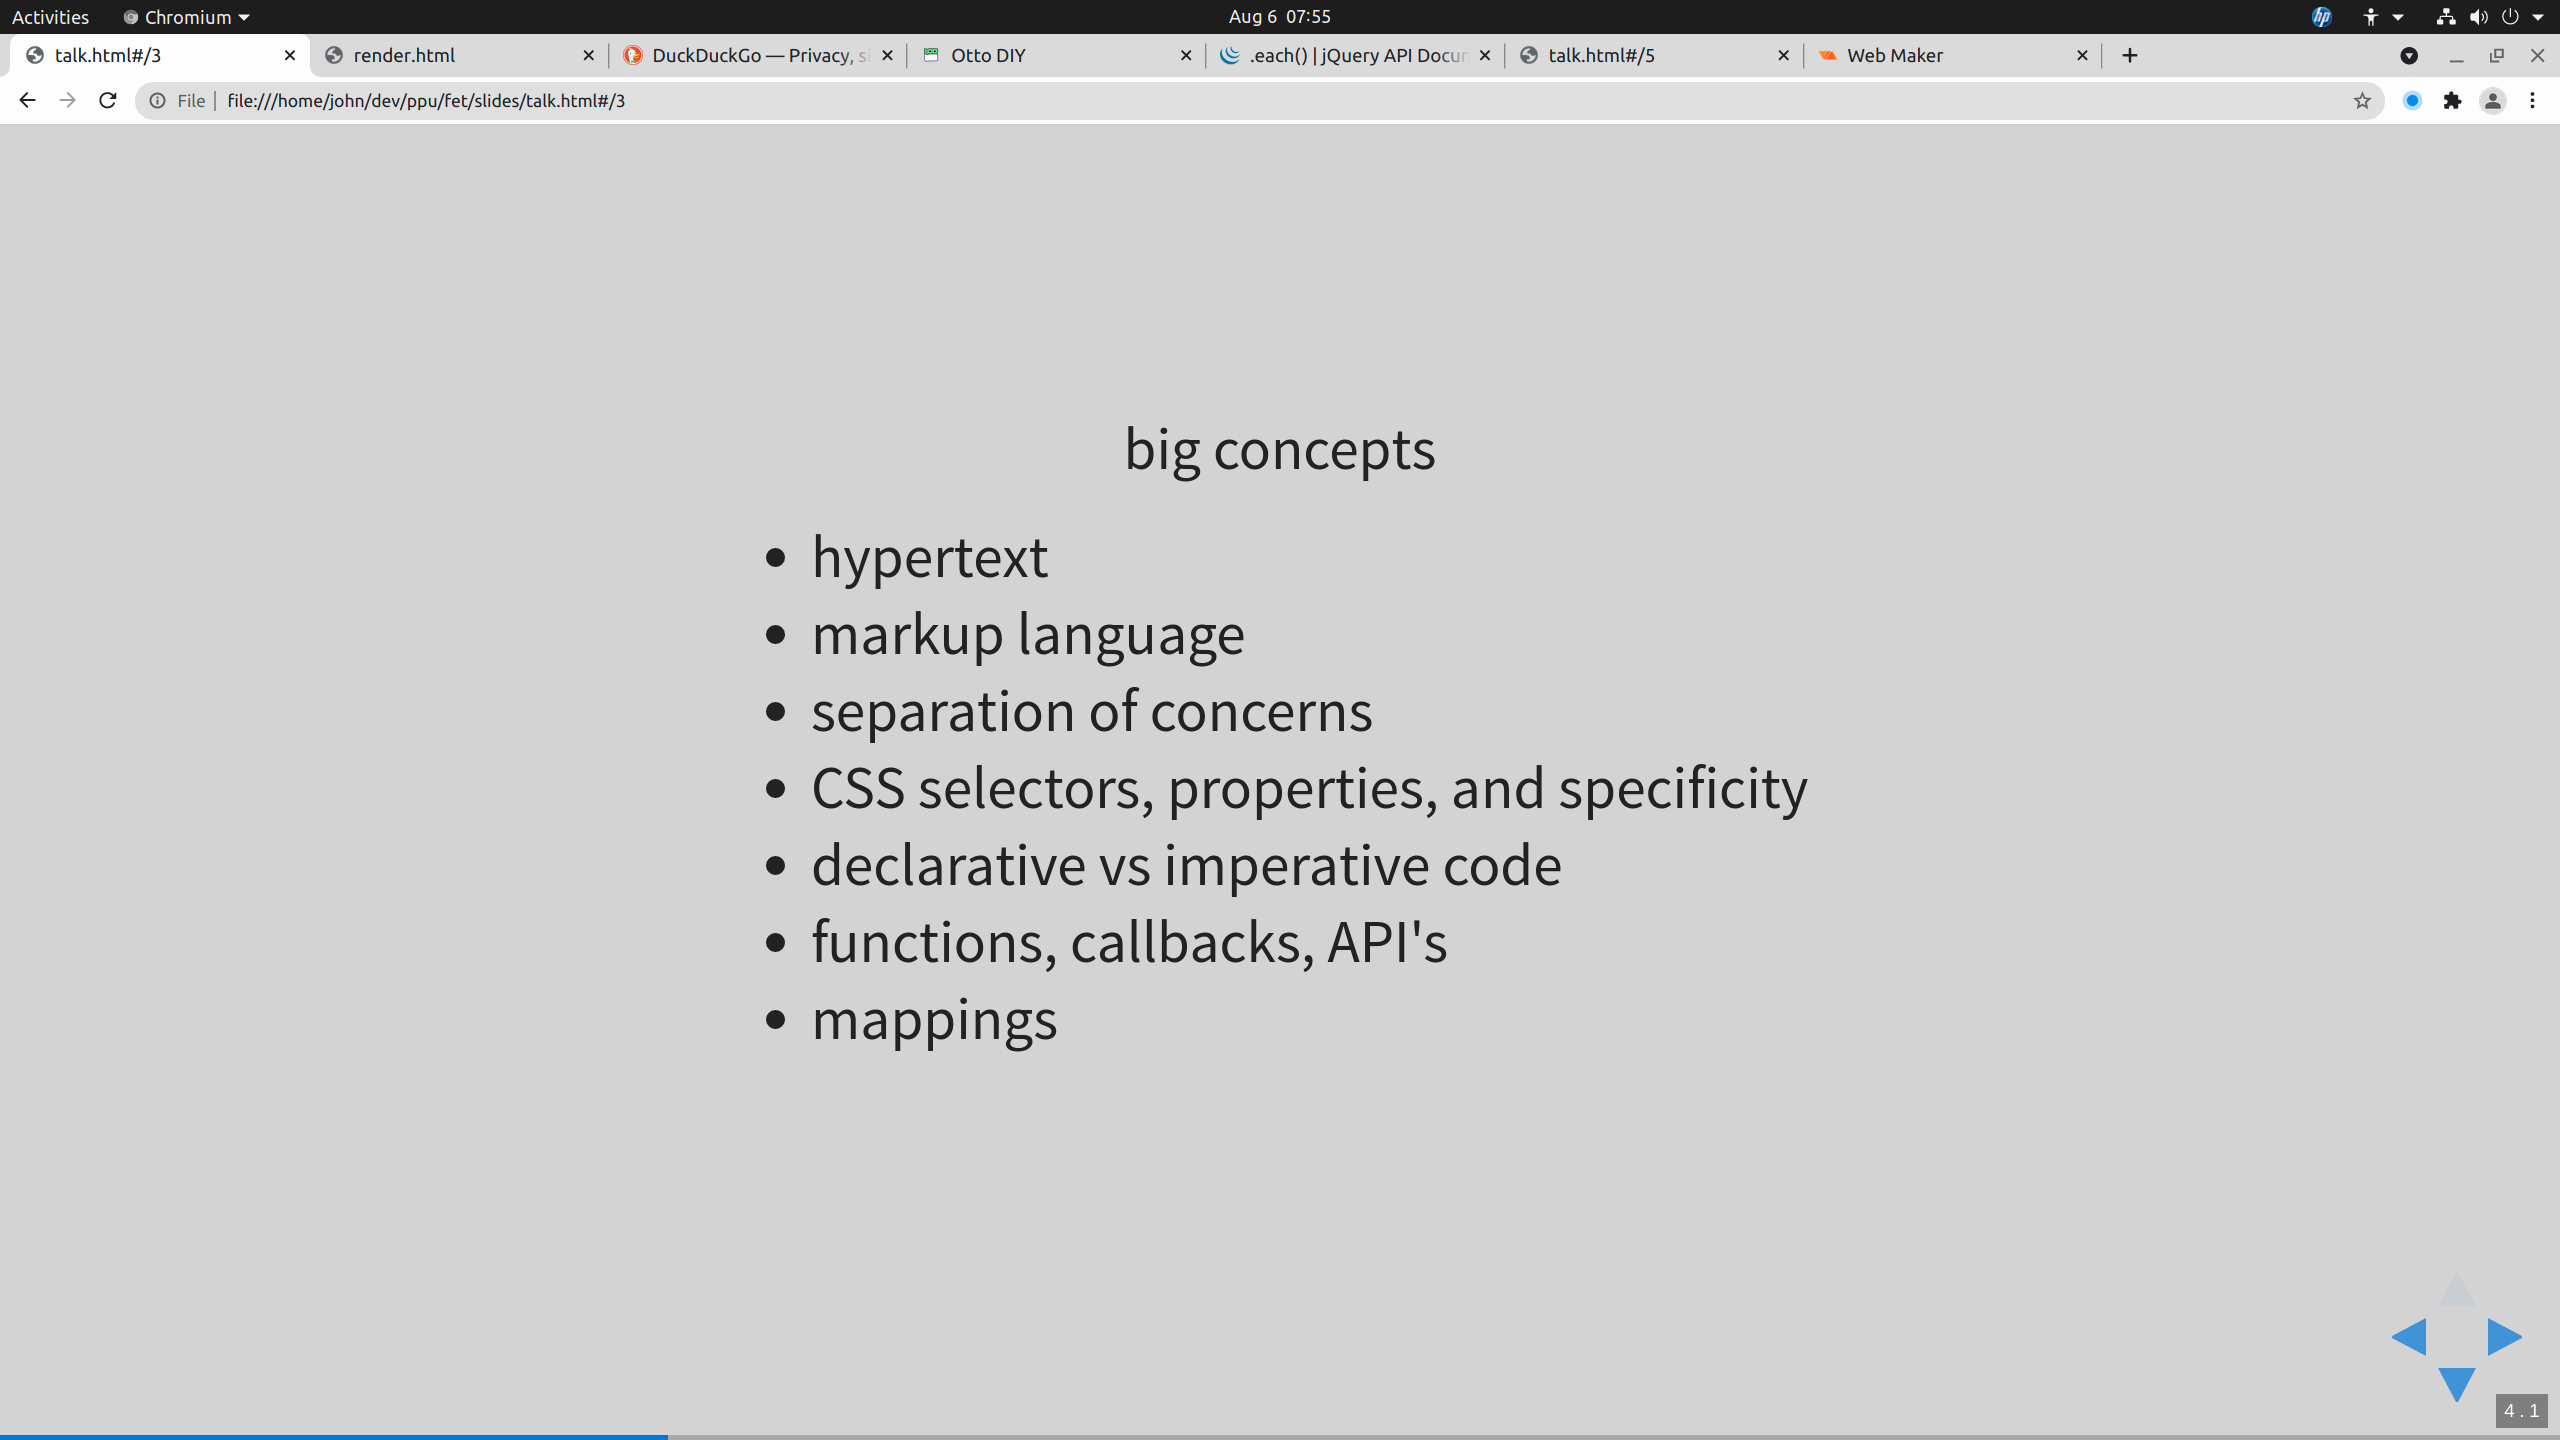 Activities Chromium Aug 6 07:55
talk.html#/3 render.html DuckDuckGo — Privacy, Otto DIY .each() | jQuery API talk.html#/5 Web Maker
File file:///home/john/dev/ppu/fet/slides/talk.html#/3
big concepts
• hypertext
• markup language
• separation of concerns
• CSS selectors, properties, and specificity
• declarative vs imperative code
• functions, callbacks, API's
• mappings
4 . 1